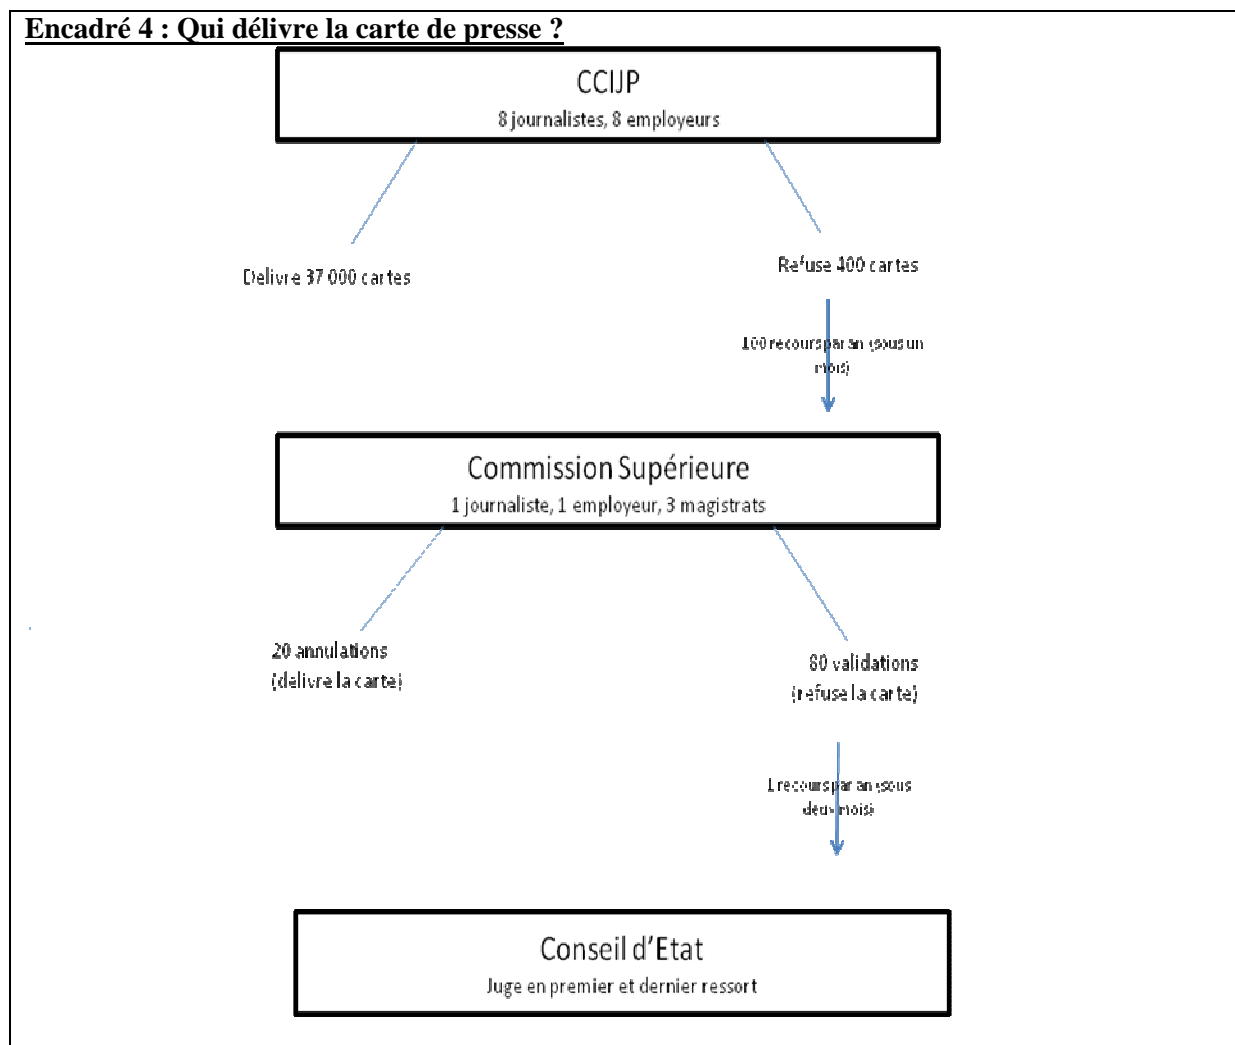 Encadré 4 : Qui délivre la carte de presse ?
CCIJP
8 journalistes, 8 employeurs
Delivre 37 000 cartes
Refuse 400 cartes
100 recours par an (sous un
mois)
Commission Supérieure
1 journaliste, 1 employeur, 3 magistrats
20 annulations
(delivre la carte)
80 validations
(refuse la carte)
1 recours par an (sous
deux mois)
Conseil d'Etat
Juge en premier et dernier ressort